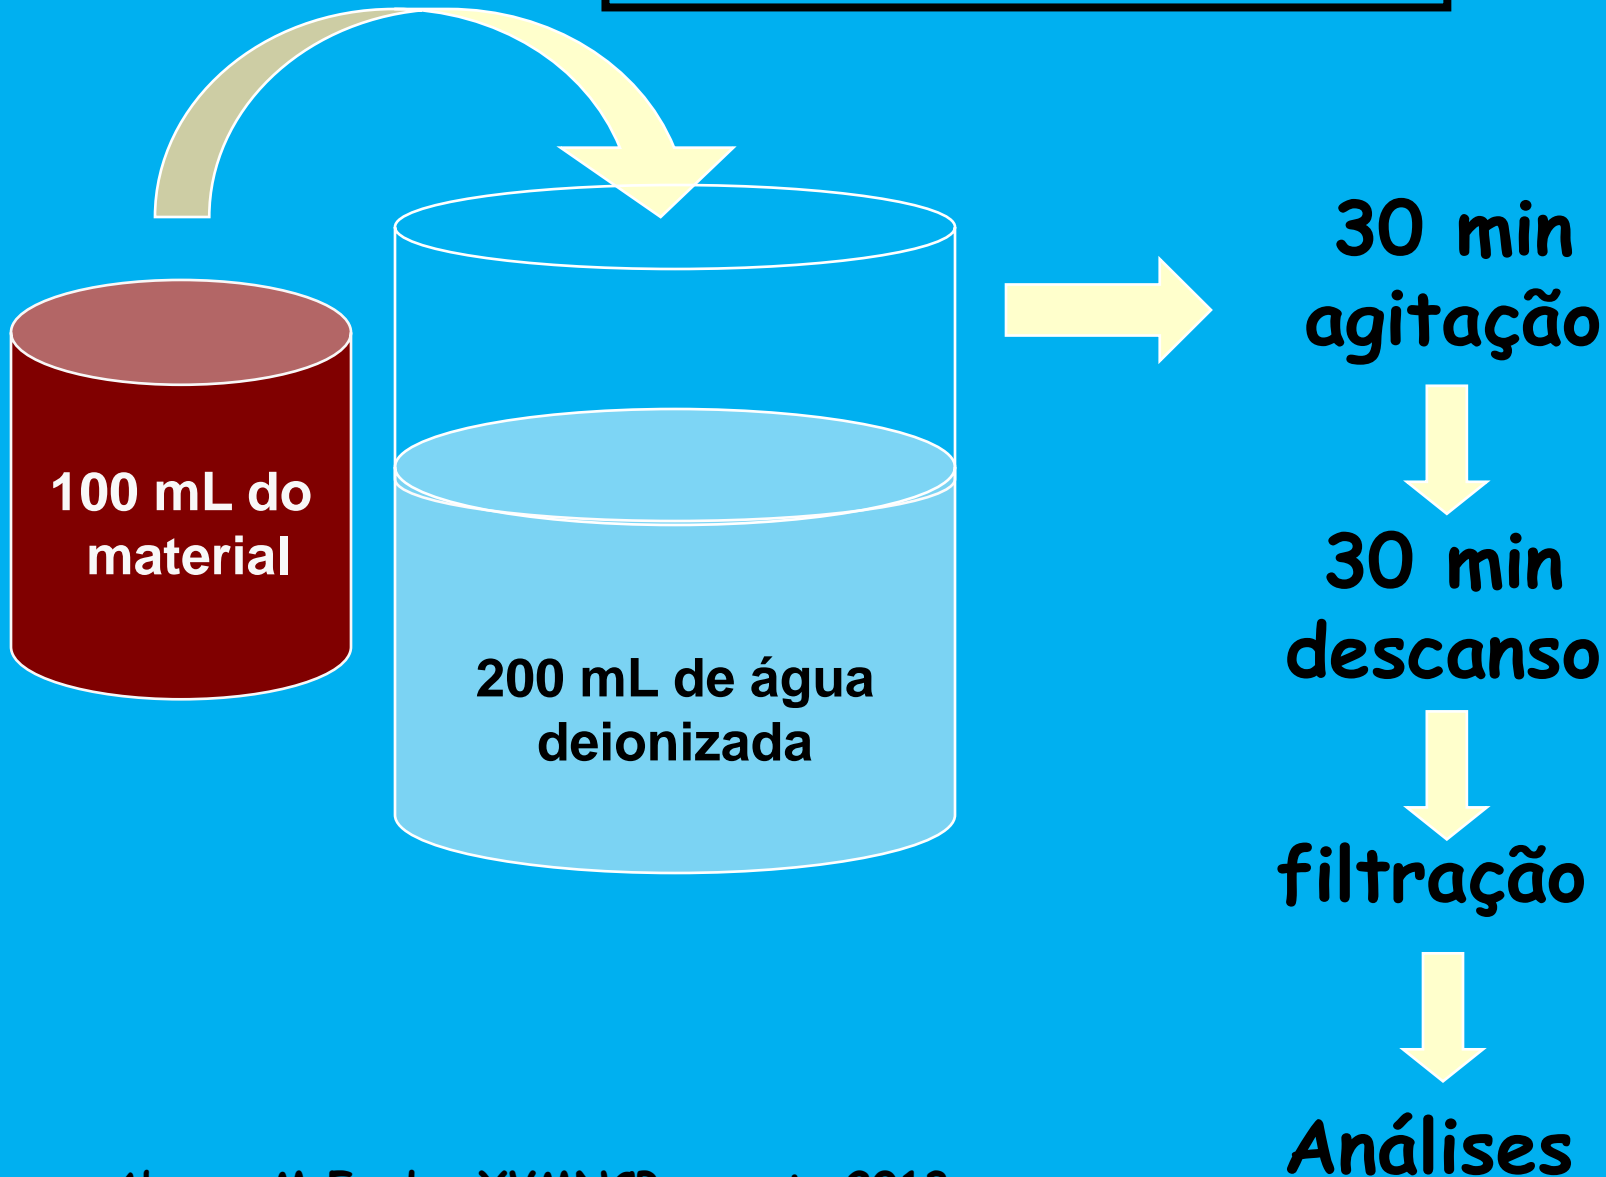 100 mL do
material
200 mL de água
deionizada
30 min
agitação
30 min
descanso
filtração
Análises